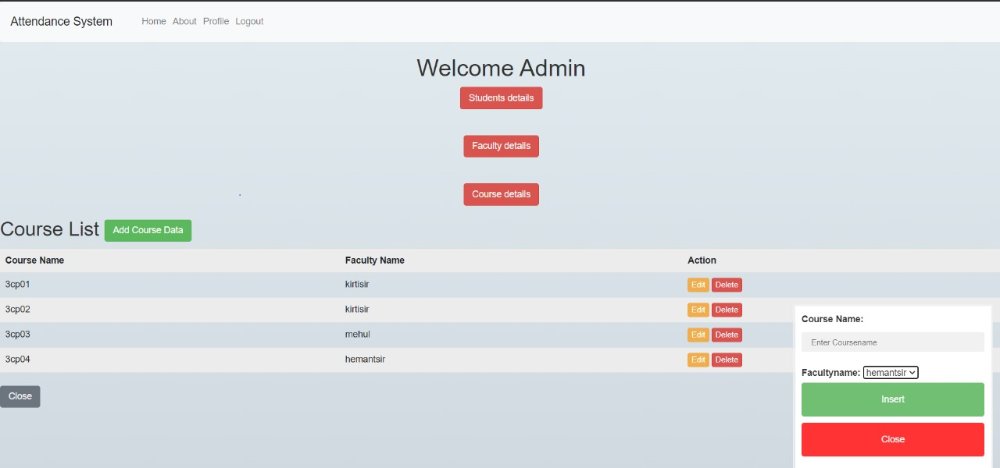 Attendance System Home About Profile Logout
Welcome Admin
Students details
Faculty details
Course details
Course List Add Course Data
Course Name Faculty Name Action
3cp01 kirtisir Edit Delete
3cp02 kirtisir Edit Delete
3cp03 mehul Edit Delete
3cp04 hemantsir Edit Delete
Close
Course Name:
Enter Coursename
Facultyname: hemantsir
Insert
Close